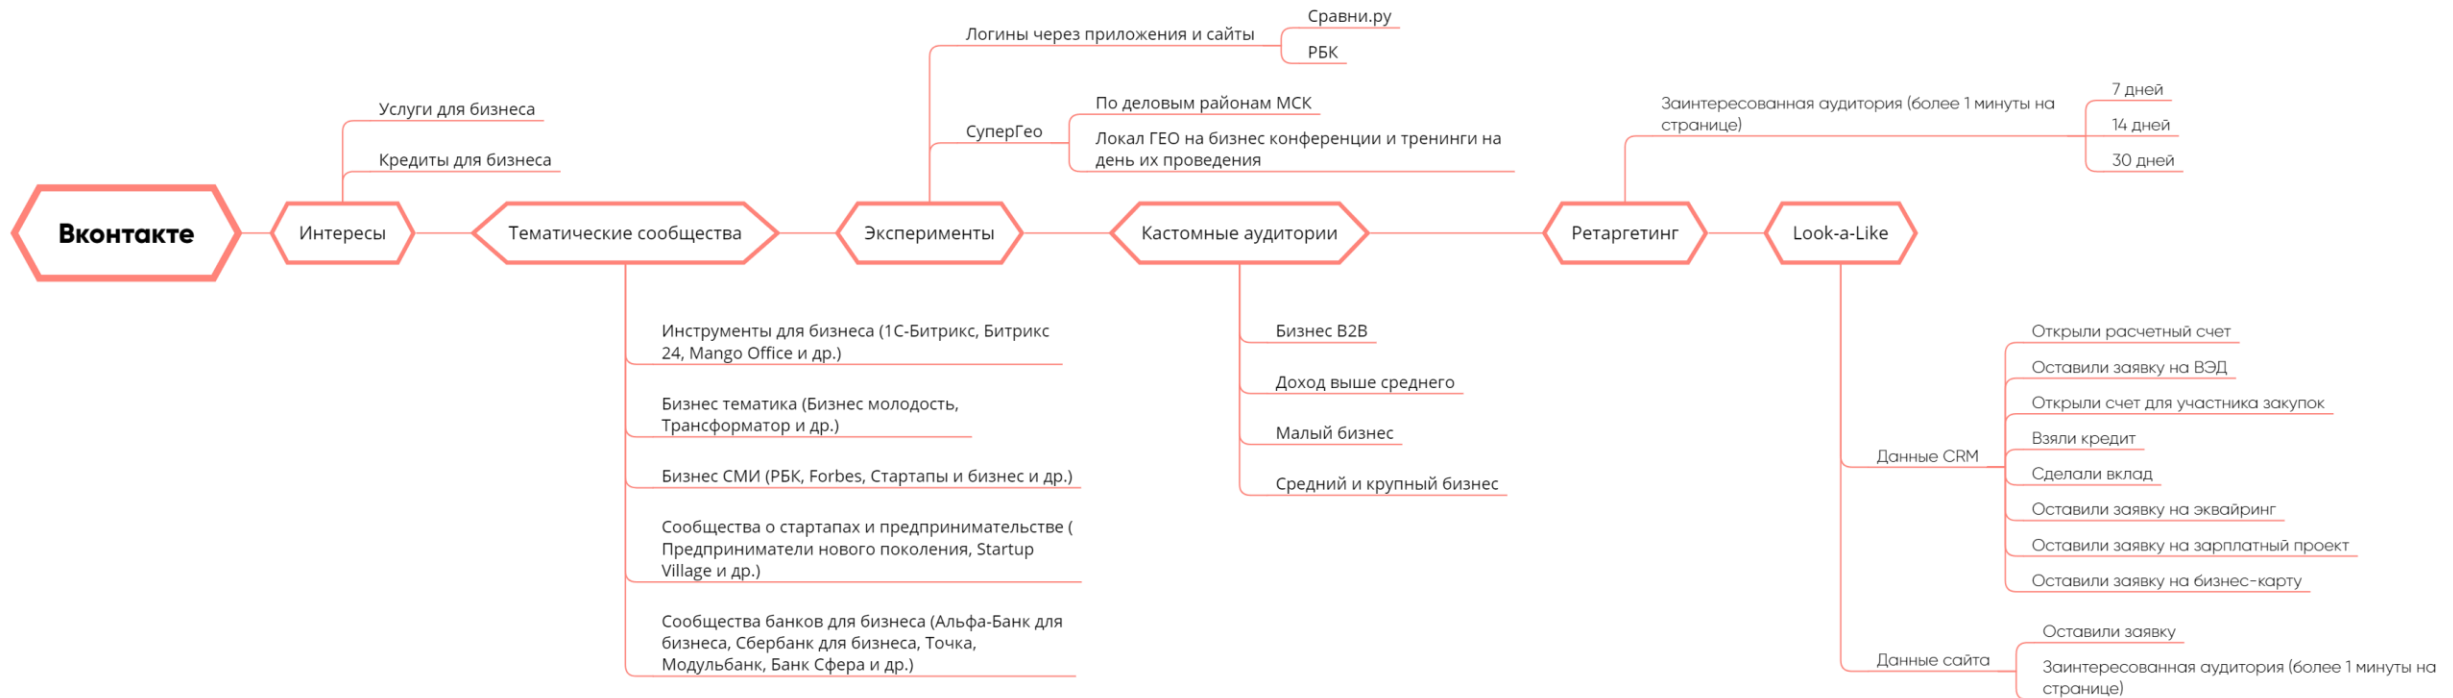 Вконтакте
Интересы
Услуги для бизнеса
Кредиты для бизнеса
Тематические сообщества
Инструменты для бизнеса (1С-Битрикс, Битрикс
24, Mango Office и др.)
Бизнес тематика (Бизнес молодость,
Трансформатор и др.)
Бизнес СМИ (РБК, Forbes, Стартапы и бизнес и др.)
Сообщества о стартапах и предпринимательстве (
Предприниматели нового поколения, Startup
Village и др.)
Сообщества банков для бизнеса (Альфа-Банк для
бизнеса, Сбербанк для бизнеса, Точка,
Модульбанк, Банк Сфера и др.)
Эксперименты
Логины через приложения и сайты
Сравни.ру
РБК
СуперГео
По деловым районам МСК
Локал ГЕО на бизнес конференции и тренинги на
день их проведения
Кастомные аудитории
Бизнес B2B
Доход выше среднего
Малый бизнес
Средний и крупный бизнес
Ретаргетинг
Заинтересованная аудитория (более 1 минуты на
странице)
7 дней
14 дней
30 дней
Look-a-Like
Данные CRM
Открыли расчетный счет
Оставили заявку на ВЭД
Открыли счет для участника закупок
Взяли кредит
Сделали вклад
Оставили заявку на эквайринг
Оставили заявку на зарплатный проект
Оставили заявку на бизнес-карту
Данные сайта
Оставили заявку
Заинтересованная аудитория (более 1 минуты на
странице)